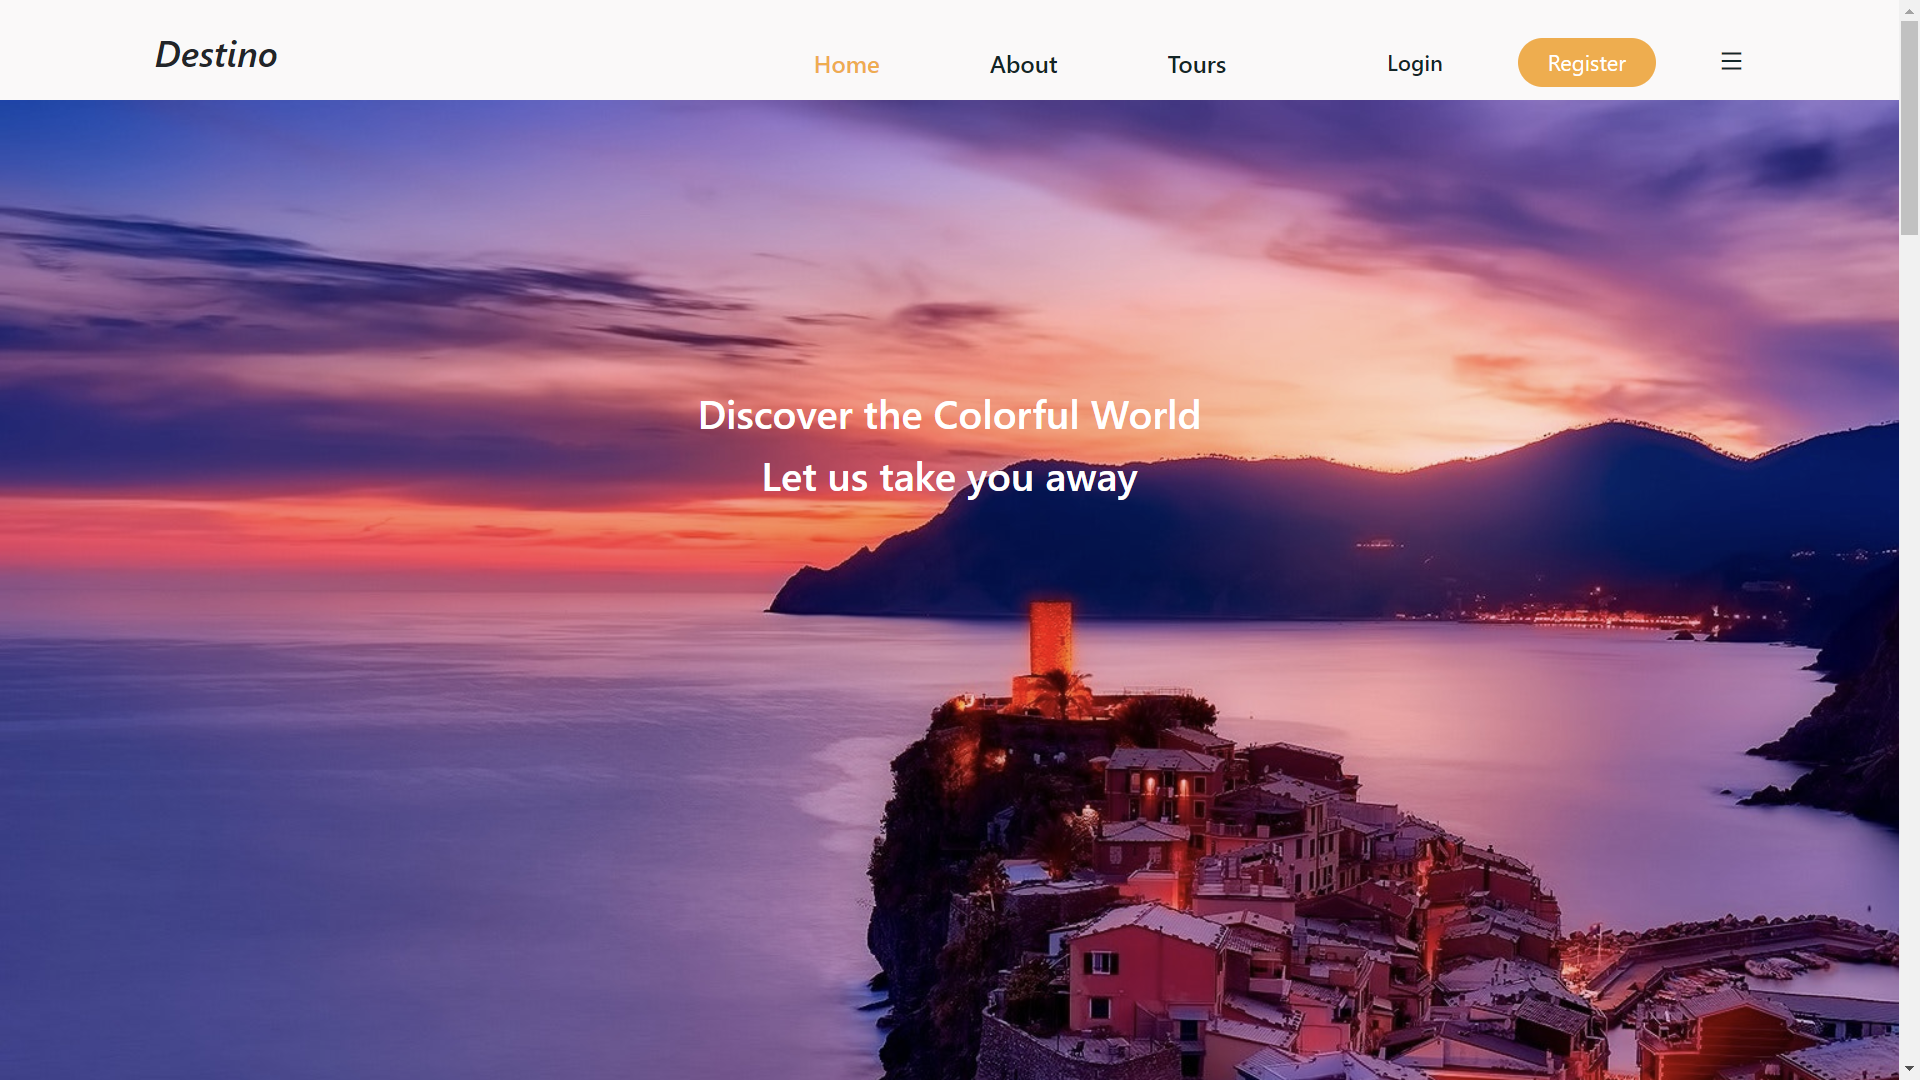 Destino
Home
About
Tours
Login
Register
Discover the Colorful World
Let us take you away